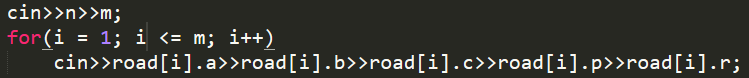 cin>>n>>m;
for(i = 1; i <= m; i++)
    cin>>road[i].a>>road[i].b>>road[i].c>>road[i].p>>road[i].r;